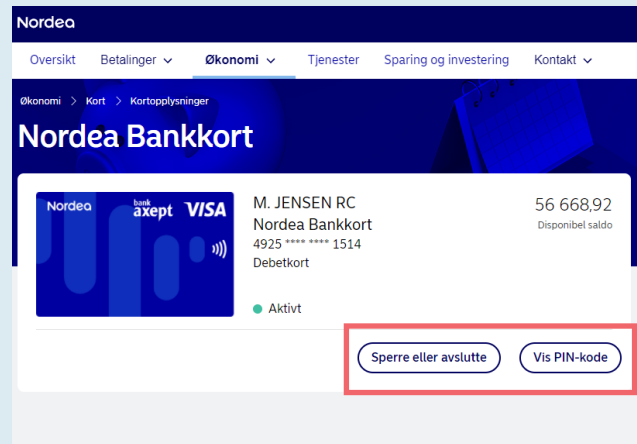 Nordea
Oversikt Betalinger Økonomi Tjenester Sparing og investering Kontakt
Økonomi > Kort > Kortopplysninger
Nordea Bankkort
Nordea bank axept VISA
M. JENSEN RC
56 668,92
Nordea Bankkort
Disponibel saldo
4925 **** **** 1514
Debetkort
Aktivt
Sperre eller avslutte Vis PIN-kode